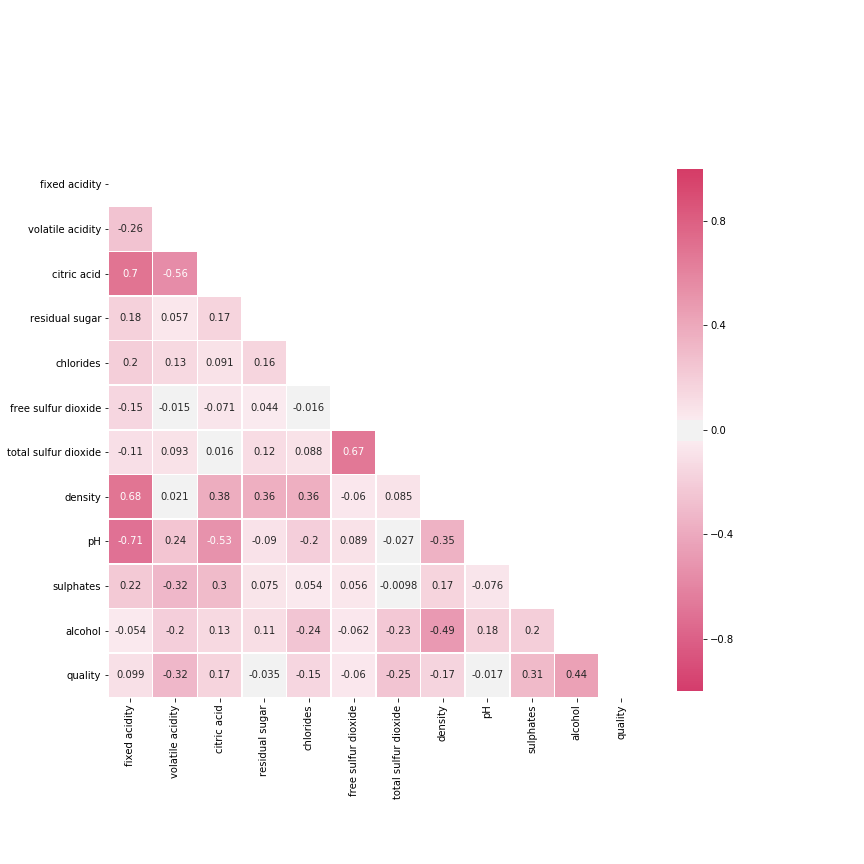 fixed acidity
volatile acidity -0.26
citric acid 0.7 -0.56
residual sugar 0.18 0.057 0.17
chlorides 0.2 0.13 0.091 0.16
free sulfur dioxide -0.15 -0.015 -0.071 0.044 -0.016
total sulfur dioxide -0.11 0.093 0.016 0.12 0.088 0.67
density 0.68 0.021 0.38 0.36 0.36 -0.06 0.085
pH -0.71 0.24 -0.53 -0.09 -0.2 0.089 -0.027 -0.35
sulphates 0.22 -0.32 0.3 0.075 0.054 0.056 -0.0098 0.17 -0.076
alcohol -0.054 -0.2 0.13 0.11 -0.24 -0.062 -0.23 -0.49 0.18 0.2
quality 0.099 -0.32 0.17 -0.035 -0.15 -0.06 -0.25 -0.17 -0.017 0.31 0.44
fixed acidity
volatile acidity
citric acid
residual sugar
chlorides
free sulfur dioxide
total sulfur dioxide
density
pH
sulphates
alcohol
quality
0.8
0.4
0.0
−0.4
−0.8